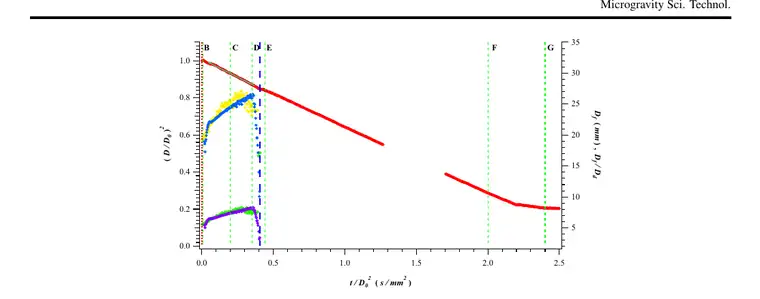 Microgravity Sci. Technol.
B C D E F G
35
1.0
30
0.8
25
0.6
20
0.4
15
10
0.2
5
0.0
0.0 0.5 1.0 1.5 2.0 2.5
( D / D0 )2
Df ( mm ) , Df / Dd
t / D0 2 ( s / mm2 )